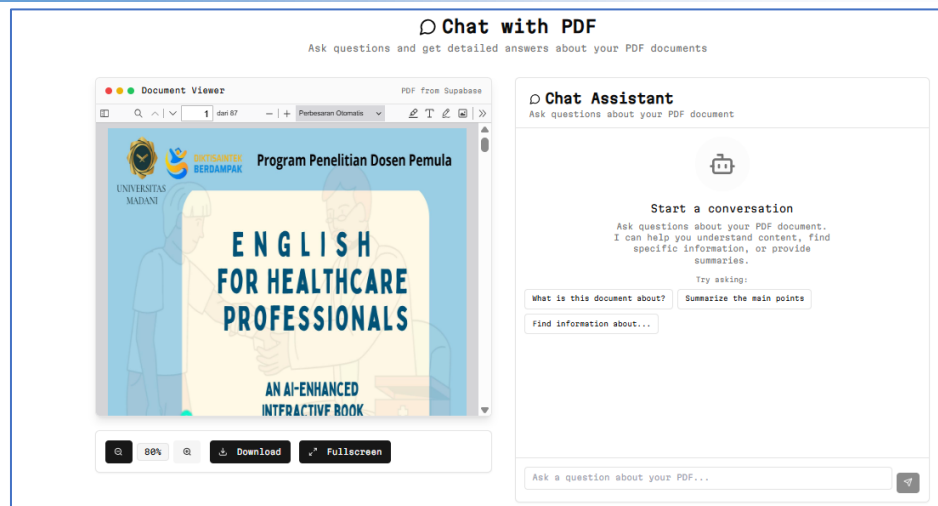 Chat with PDF
Ask questions and get detailed answers about your PDF documents
Document Viewer
PDF from Supabase
1 dari 87
Perbesaran Otomatis
UNIVERSITAS
MADANI
DIKTISAINTEK
BERDAMPAK
Program Penelitian Dosen Pemula
ENGLISH
FOR HEALTHCARE
PROFESSIONALS
AN AI-ENHANCED
INTERACTIVE BOOK
80%
Download
Fullscreen
Chat Assistant
Ask questions about your PDF document
Start a conversation
Ask questions about your PDF document.
I can help you understand content, find
specific information, or provide
summaries.
Try asking:
What is this document about?
Summarize the main points
Find information about...
Ask a question about your PDF...